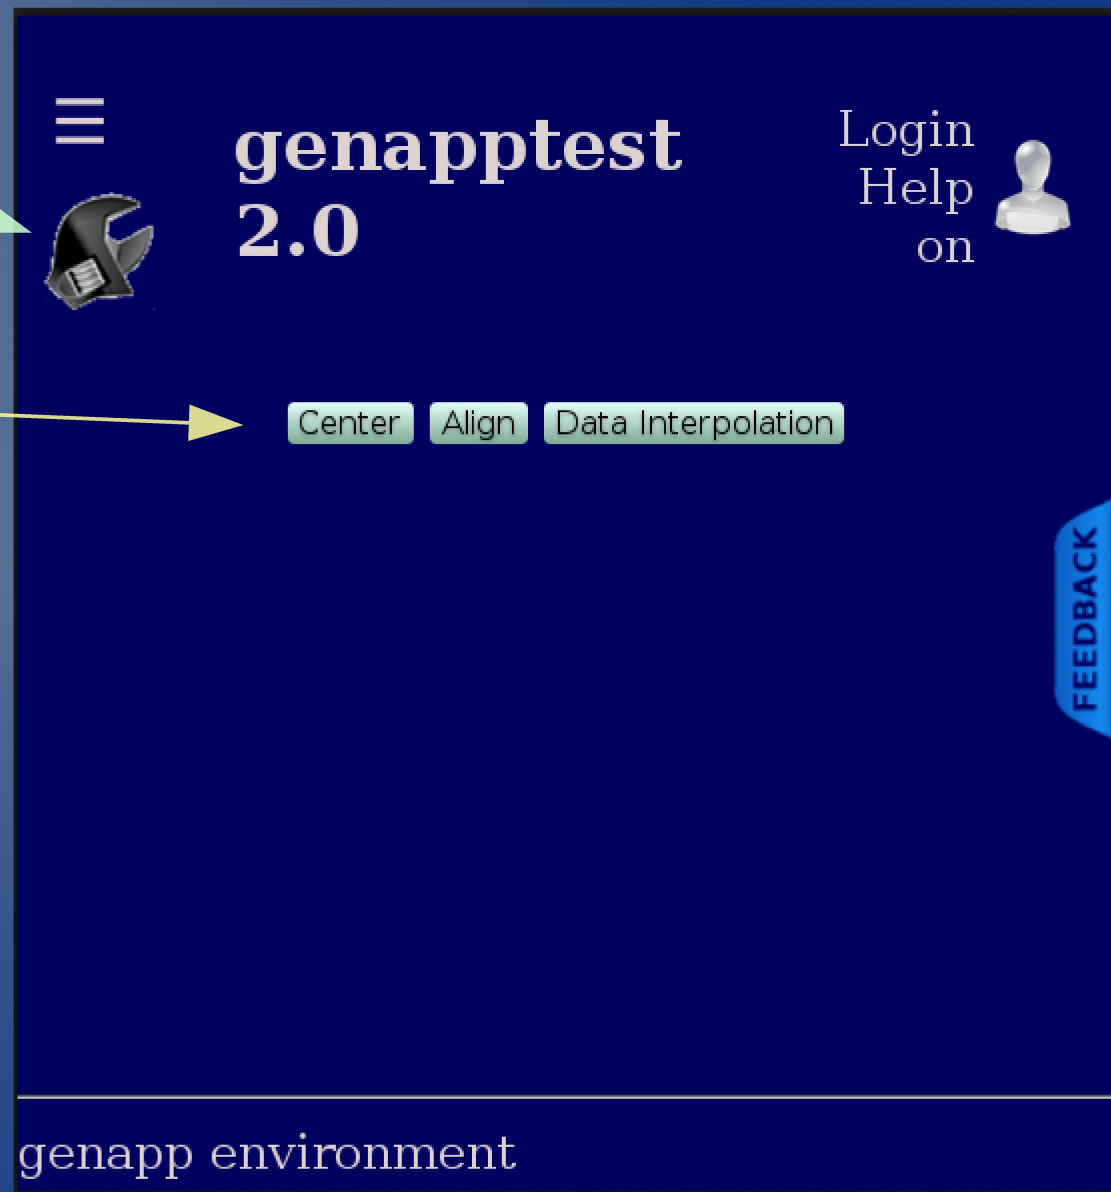 genapptest
2.0
Login
Help
on
Center Align Data Interpolation
FEEDBACK
genapp environment